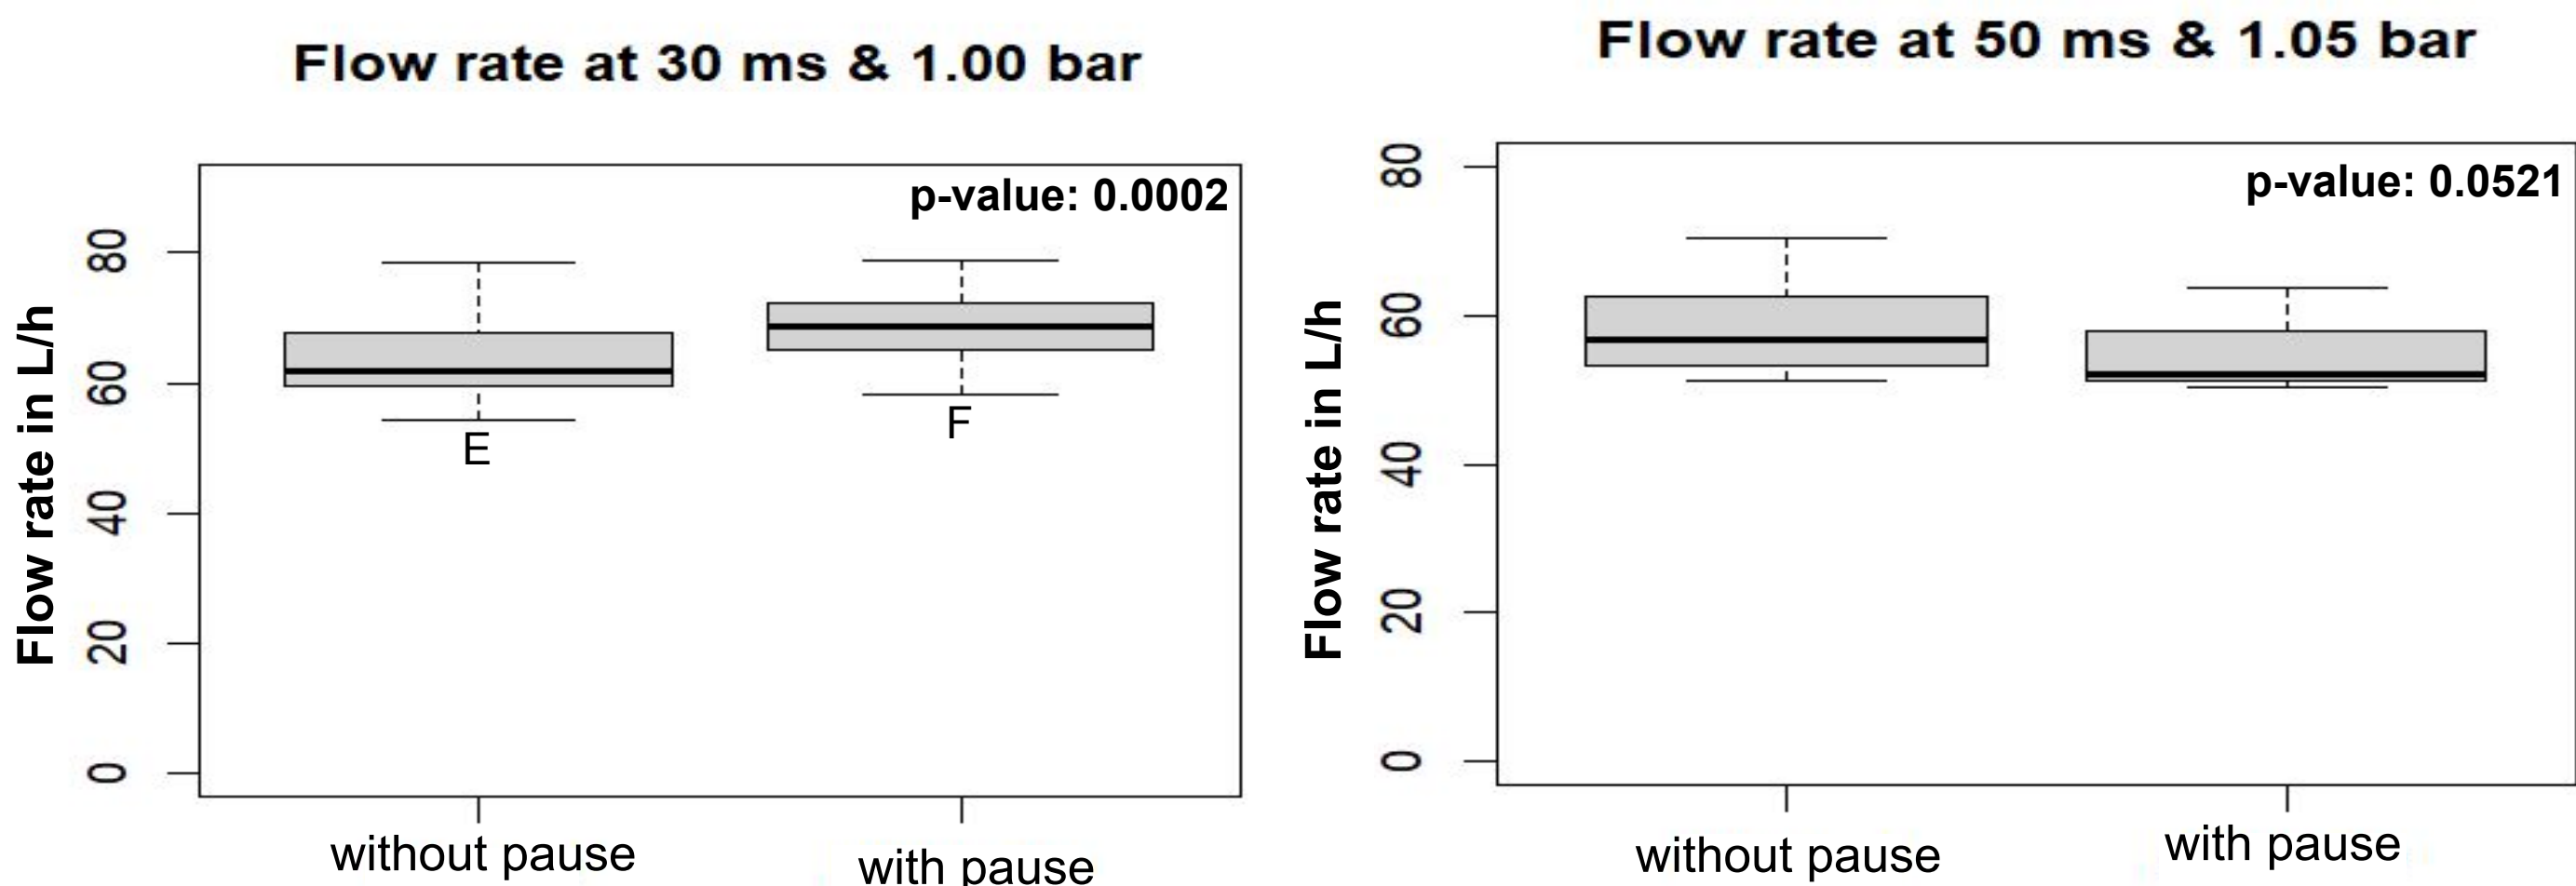 Flow rate at 30 ms & 1.00 bar
p-value: 0.0002
Flow rate in L/h
80
60
40
20
0
E
F
without pause
with pause
Flow rate at 50 ms & 1.05 bar
p-value: 0.0521
Flow rate in L/h
80
60
40
20
0
without pause
with pause